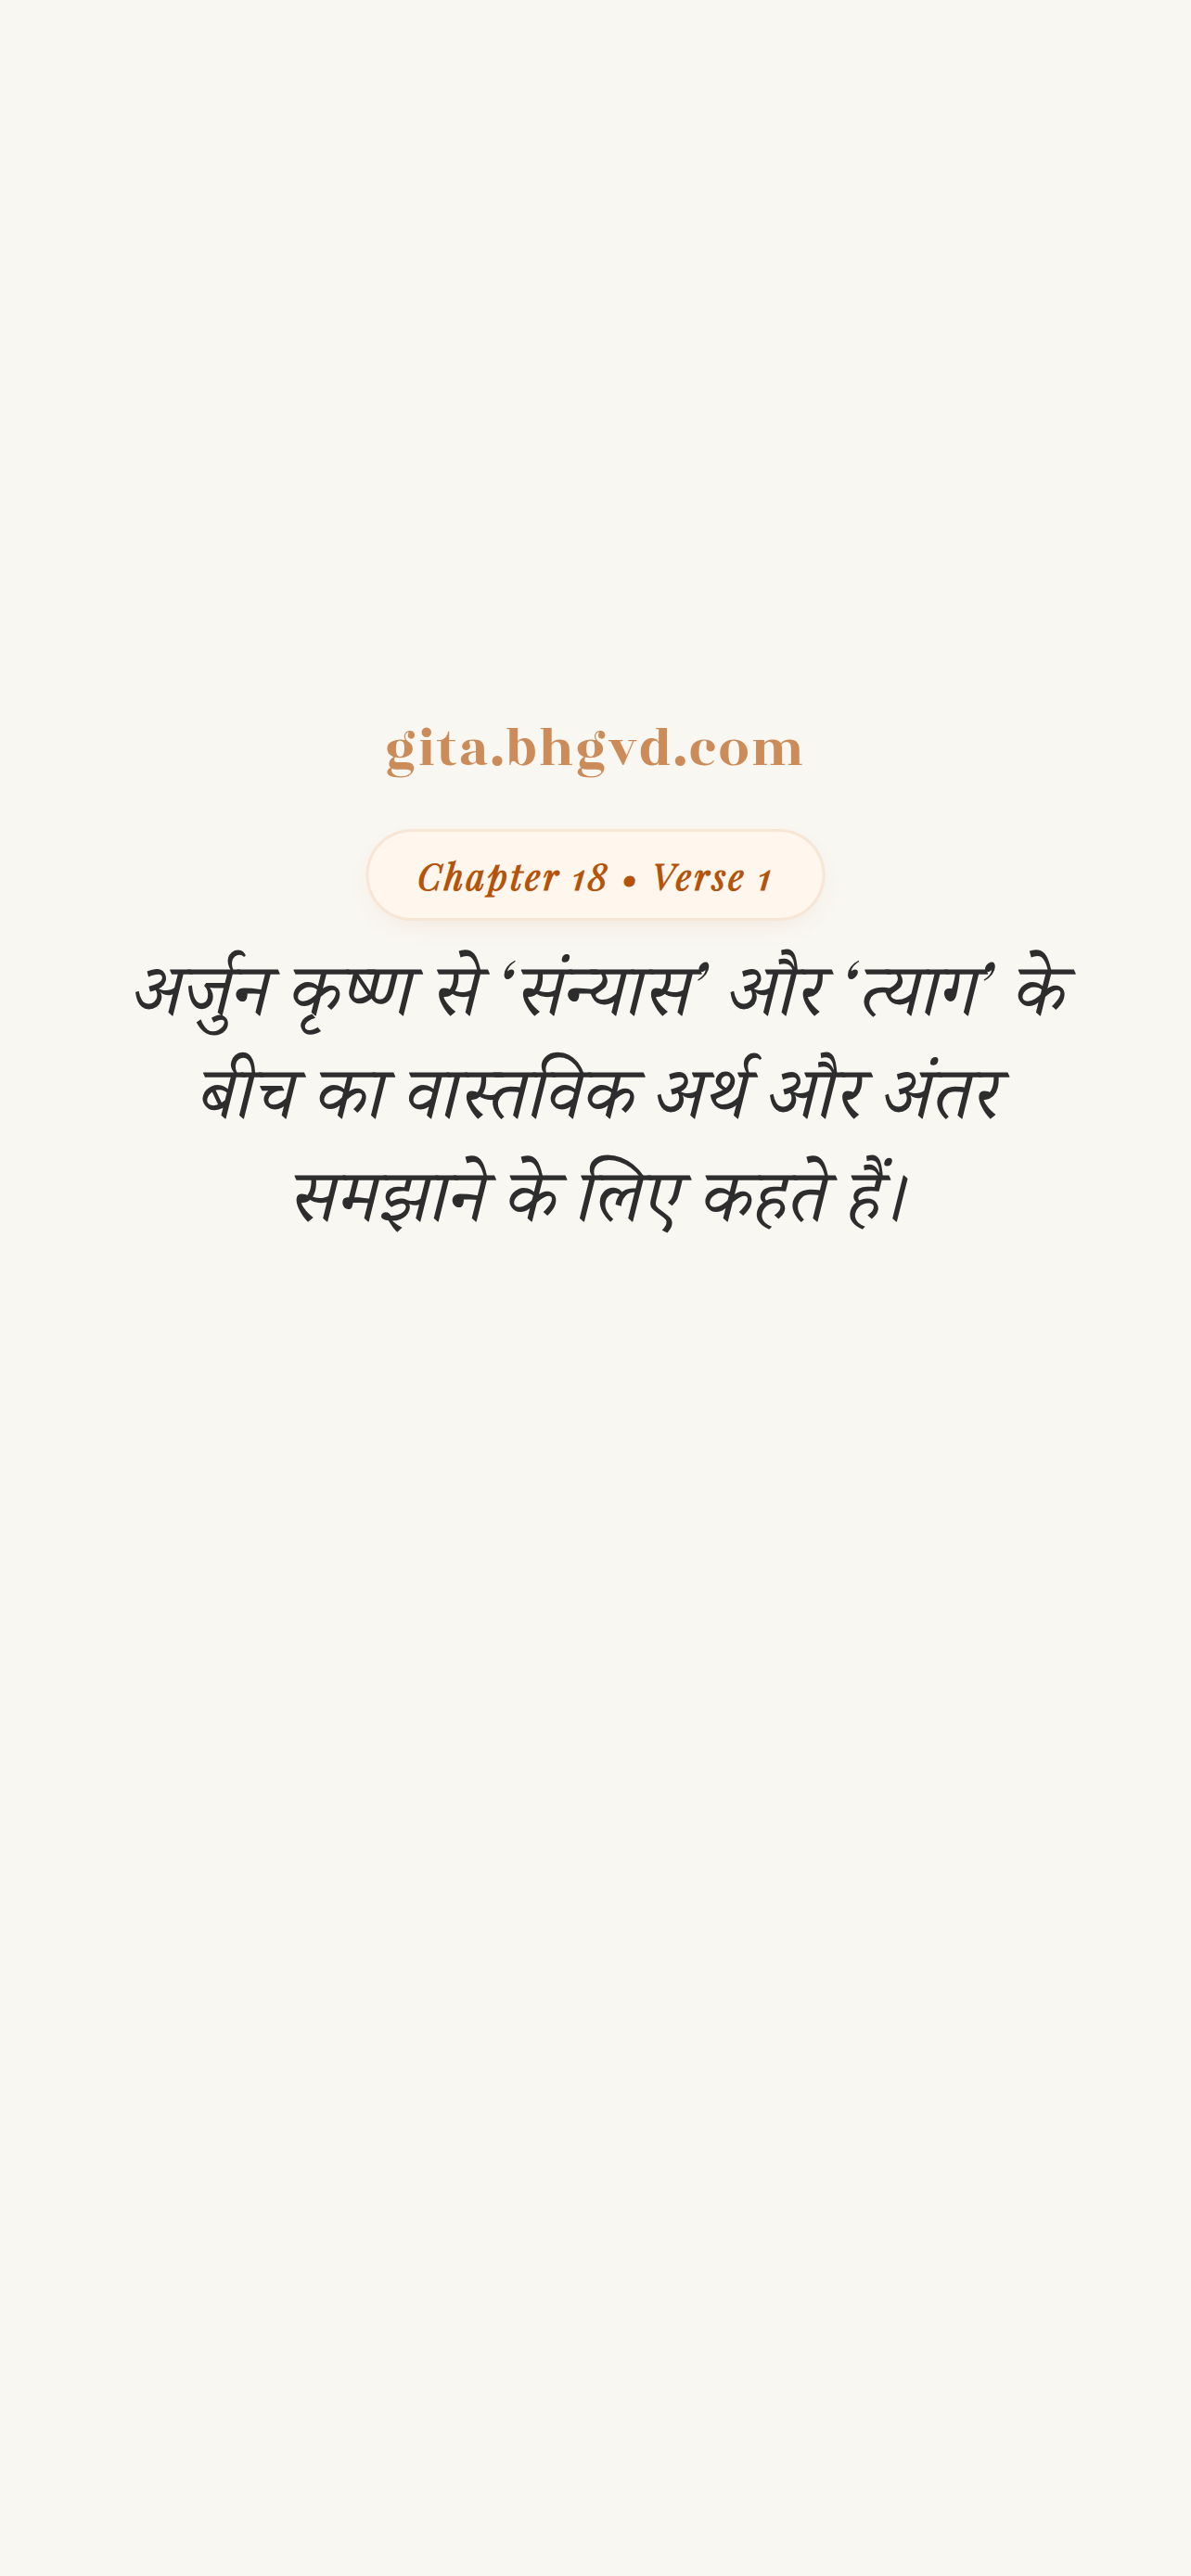 gita.bhgvd.com
Chapter 18 • Verse 1
अर्जुन कृष्ण से ‘संन्यास’ और ‘त्याग’ के
बीच का वास्तविक अर्थ और अंतर
समझाने के लिए कहते हैं।